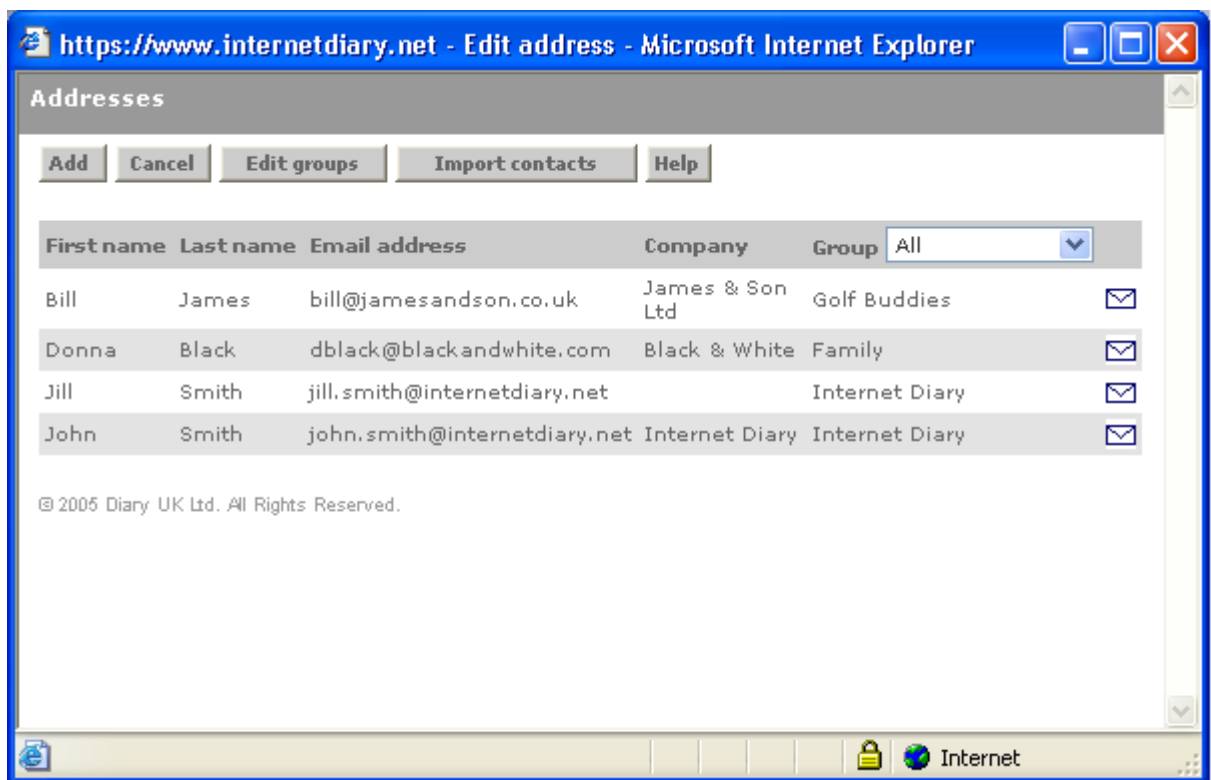 https://www.internetdiary.net - Edit address - Microsoft Internet Explorer
Addresses
Add Cancel Edit groups Import contacts Help
First name Last name Email address Company Group All
Bill James bill@jamesandson.co.uk James & Son Ltd Golf Buddies
Donna Black dblack@blackandwhite.com Black & White Family
Jill Smith jill.smith@internetdiary.net Internet Diary
John Smith john.smith@internetdiary.net Internet Diary Internet Diary
© 2005 Diary UK Ltd. All Rights Reserved.
Internet